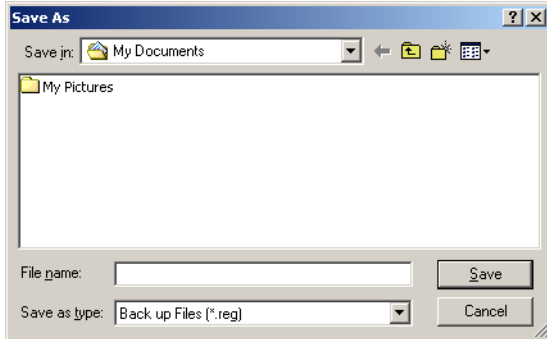 Save As
Save in: My Documents
My Pictures
File name: Save
Save as type: Back up Files (*.reg) Cancel